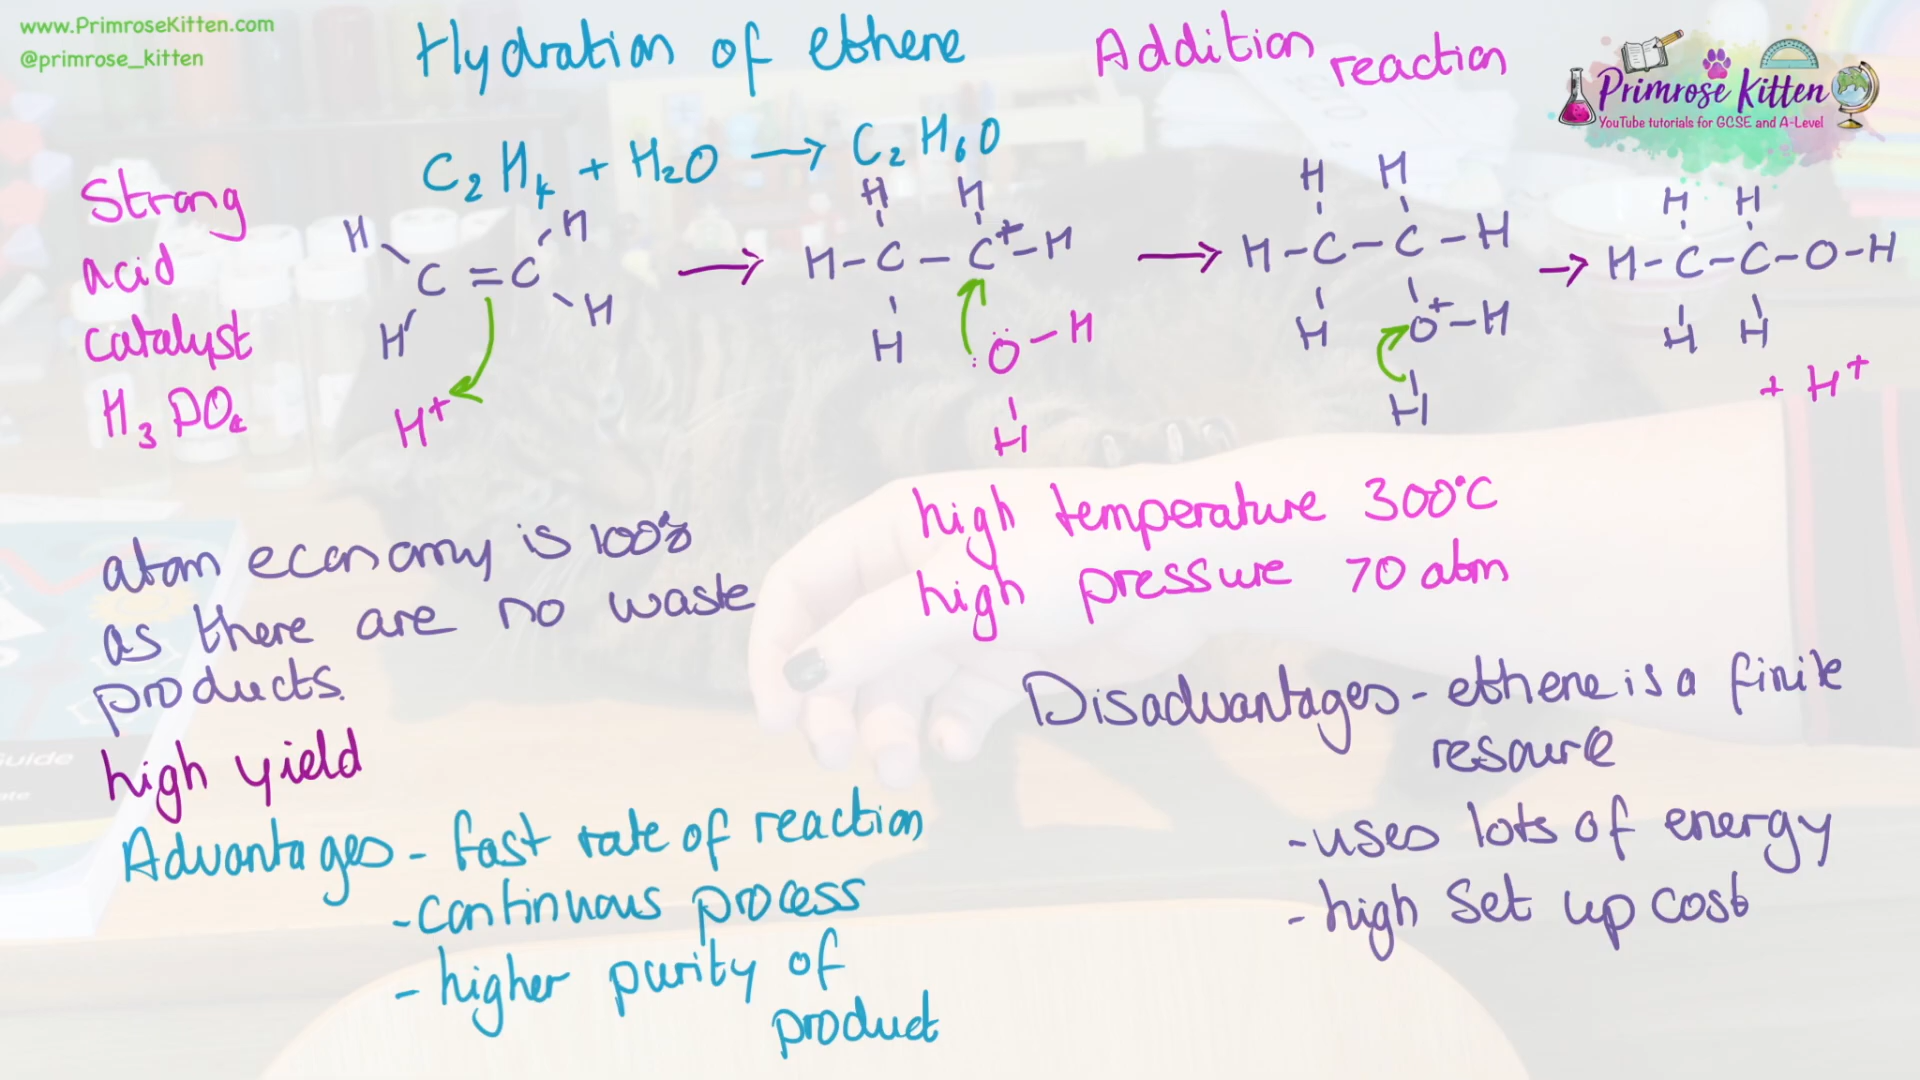 www.PrimroseKitten.com
@primrose_kitten
Hydration of ethene
Addition reaction
Primrose Kitten
YouTube tutorials for GCSE and A-Level
C₂H₄ + H₂O → C₂H₆O
Strong
acid
catalyst
H₃PO₄
H H
C = C
H H
H⁺
→
H H
H-C-C⁺-H
H
:Ö-H
H
→
H H
H-C-C-H
H O⁺-H
H
→
H H
H-C-C-O-H
H H
+ H⁺
high temperature 300°C
high pressure 70 atm
atom economy is 100%
as there are no waste
products.
high yield
Advantages - fast rate of reaction
- continuous process
- higher purity of
product
Disadvantages - ethene is a finite
resource
- uses lots of energy
- high set up cost
Guide